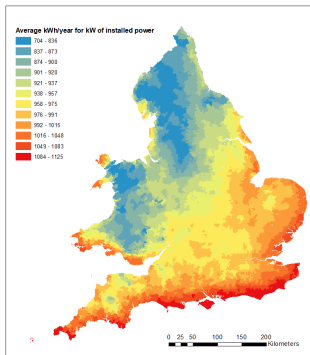 Average kWh/year for kW of installed power
704 - 836
837 - 873
874 - 900
901 - 920
921 - 937
938 - 957
958 - 975
976 - 991
992 - 1015
1016 - 1048
1049 - 1083
1084 - 1125
0 25 50 100 150 200
Kilometers